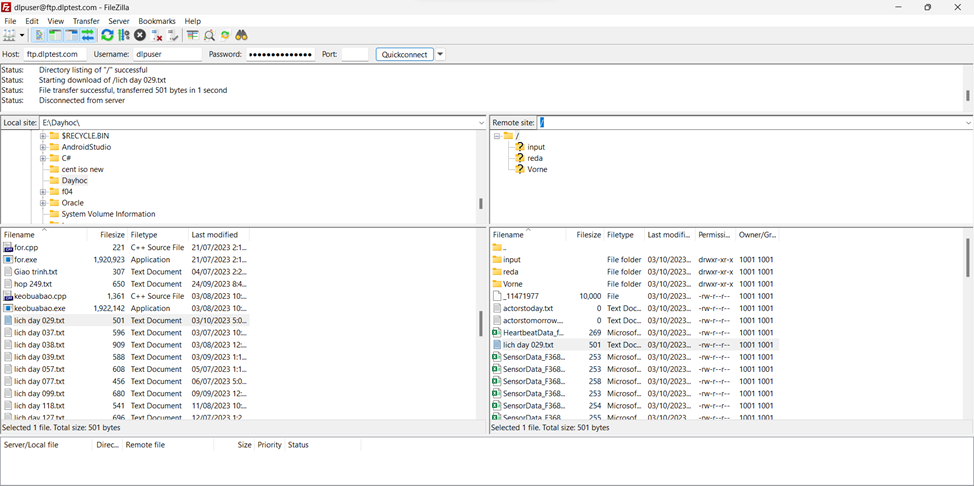 dlpuser@ftp.dlptest.com - FileZilla
File Edit View Transfer Server Bookmarks Help
Host: ftp.dlptest.com Username: dlpuser Password: ●●●●●●●●●●●●●● Port: Quickconnect
Status: Directory listing of "/" successful
Status: Starting download of /lich day 029.txt
Status: File transfer successful, transferred 501 bytes in 1 second
Status: Disconnected from server
Local site: E:\Dayhoc\
$RECYCLE.BIN
AndroidStudio
C#
cent iso new
Dayhoc
f04
Oracle
System Volume Information
Remote site: /
/
input
reda
Vorne
Filename Filesize Filetype Last modified
for.cpp 221 C++ Source File 21/07/2023 2:1...
for.exe 1,920,923 Application 21/07/2023 2:1...
Giao trinh.txt 307 Text Document 04/07/2023 2:2...
hop 249.txt 650 Text Document 24/09/2023 8:4...
keobuabao.cpp 1,361 C++ Source File 03/08/2023 10:...
keobuabao.exe 1,922,142 Application 03/08/2023 10:...
lich day 029.txt 501 Text Document 03/10/2023 5:0...
lich day 037.txt 596 Text Document 03/07/2023 10:...
lich day 038.txt 909 Text Document 03/08/2023 12:...
lich day 039.txt 588 Text Document 03/09/2023 1:1...
lich day 057.txt 608 Text Document 05/07/2023 1:1...
lich day 077.txt 456 Text Document 06/07/2023 5:0...
lich day 099.txt 680 Text Document 09/09/2023 12:...
lich day 118.txt 541 Text Document 11/08/2023 10:...
lich day 127.txt 696 Text Document 12/07/2023 1:2...
Selected 1 file. Total size: 501 bytes
Filename Filesize Filetype Last modifi... Permissi... Owner/Gr...
..
input File folder 03/10/2023... drwxr-xr-x 1001 1001
reda File folder 03/10/2023... drwxr-xr-x 1001 1001
Vorne File folder 03/10/2023... drwxr-xr-x 1001 1001
_11471977 10,000 File 03/10/2023... -rw-r--r-- 1001 1001
actorstoday.txt 0 Text Doc... 03/10/2023... -rw-r--r-- 1001 1001
actorstomorrow.... 0 Text Doc... 03/10/2023... -rw-r--r-- 1001 1001
HeartbeatData_f... 269 Microsof... 03/10/2023... -rw-r--r-- 1001 1001
lich day 029.txt 501 Text Doc... 03/10/2023... -rw-r--r-- 1001 1001
SensorData_F368... 253 Microsof... 03/10/2023... -rw-r--r-- 1001 1001
SensorData_F368... 253 Microsof... 03/10/2023... -rw-r--r-- 1001 1001
SensorData_F368... 258 Microsof... 03/10/2023... -rw-r--r-- 1001 1001
SensorData_F368... 253 Microsof... 03/10/2023... -rw-r--r-- 1001 1001
SensorData_F368... 254 Microsof... 03/10/2023... -rw-r--r-- 1001 1001
SensorData_F368... 255 Microsof... 03/10/2023... -rw-r--r-- 1001 1001
Selected 1 file. Total size: 501 bytes
Server/Local file Direc... Remote file Size Priority Status